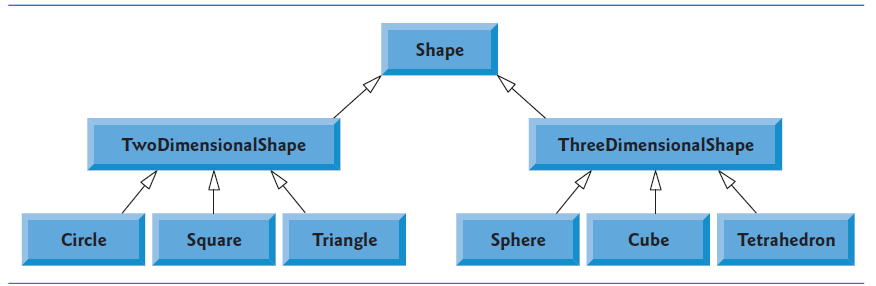 Shape
TwoDimensionalShape
ThreeDimensionalShape
Circle
Square
Triangle
Sphere
Cube
Tetrahedron